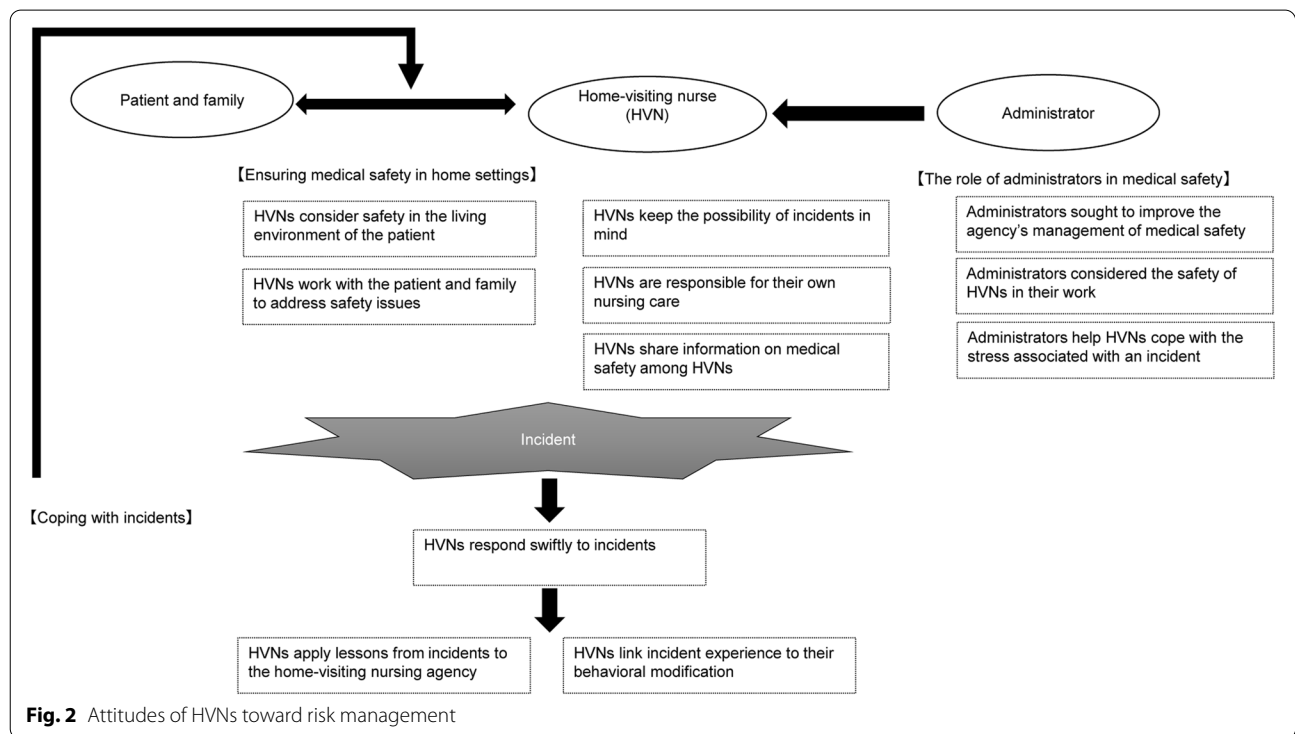 Patient and family
Home-visiting nurse
(HVN)
Administrator
【Ensuring medical safety in home settings】
HVNs consider safety in the living
environment of the patient
HVNs work with the patient and family
to address safety issues
HVNs keep the possibility of incidents in
mind
HVNs are responsible for their own
nursing care
HVNs share information on medical
safety among HVNs
【The role of administrators in medical safety】
Administrators sought to improve the
agency's management of medical safety
Administrators considered the safety of
HVNs in their work
Administrators help HVNs cope with the
stress associated with an incident
Incident
【Coping with incidents】
HVNs respond swiftly to incidents
HVNs apply lessons from incidents to
the home-visiting nursing agency
HVNs link incident experience to their
behavioral modification
Fig. 2 Attitudes of HVNs toward risk management